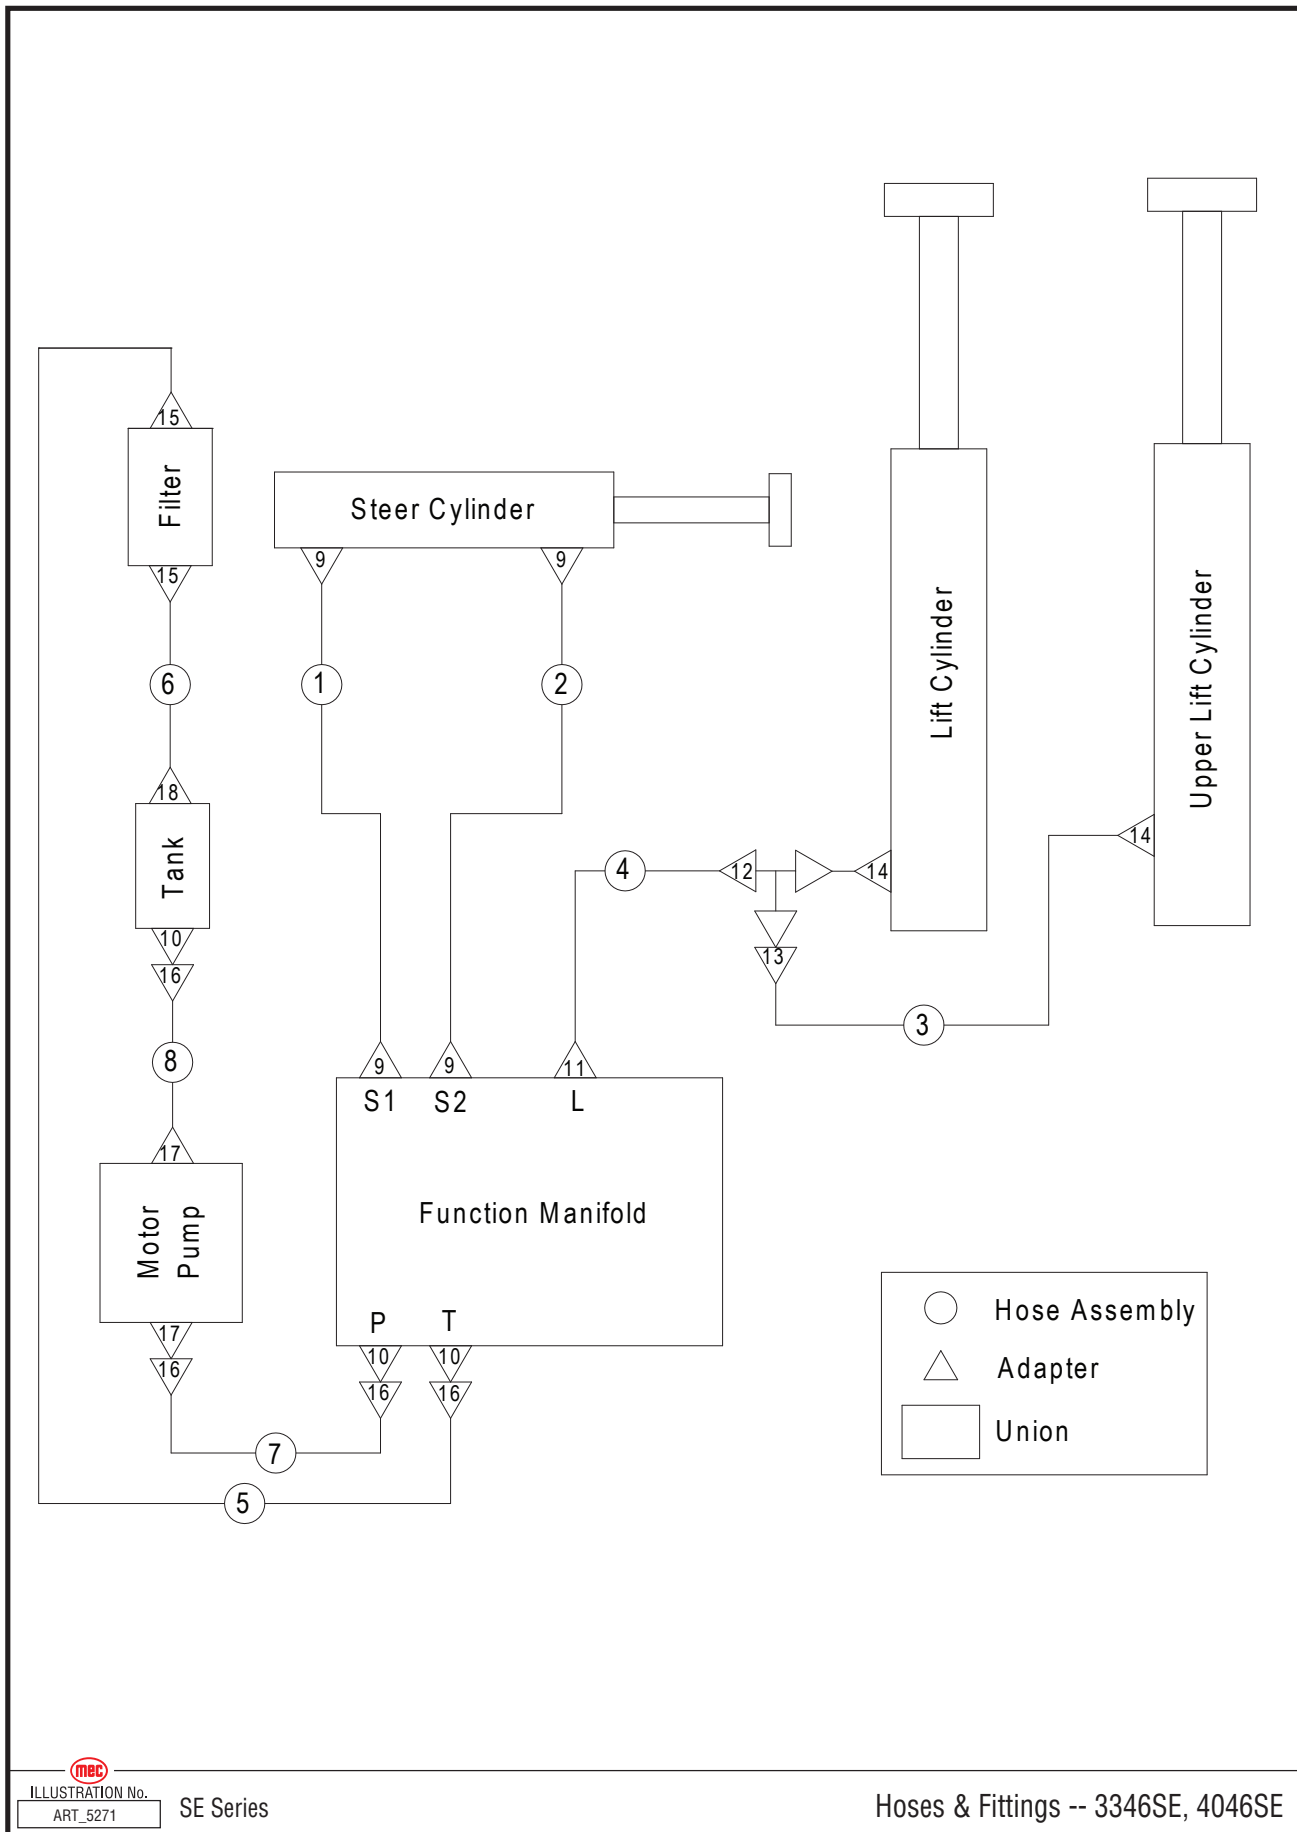 15
Filter
15
6
18
Tank
10
16
8
17
Motor
Pump
17
16
7
5
Steer Cylinder
9
9
1
2
Lift Cylinder
Upper Lift Cylinder
4
12
14
14
13
3
9
9
11
S1
S2
L
Function Manifold
P
T
10
10
16
16
Hose Assembly
Adapter
Union
mec
ILLUSTRATION No.
ART_5271
SE Series
Hoses & Fittings -- 3346SE, 4046SE